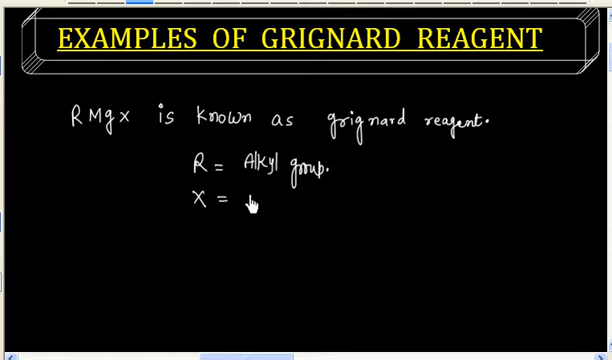 EXAMPLES OF GRIGNARD REAGENT
RMgx is known as grignard reagent.
R = Alkyl group.
X =